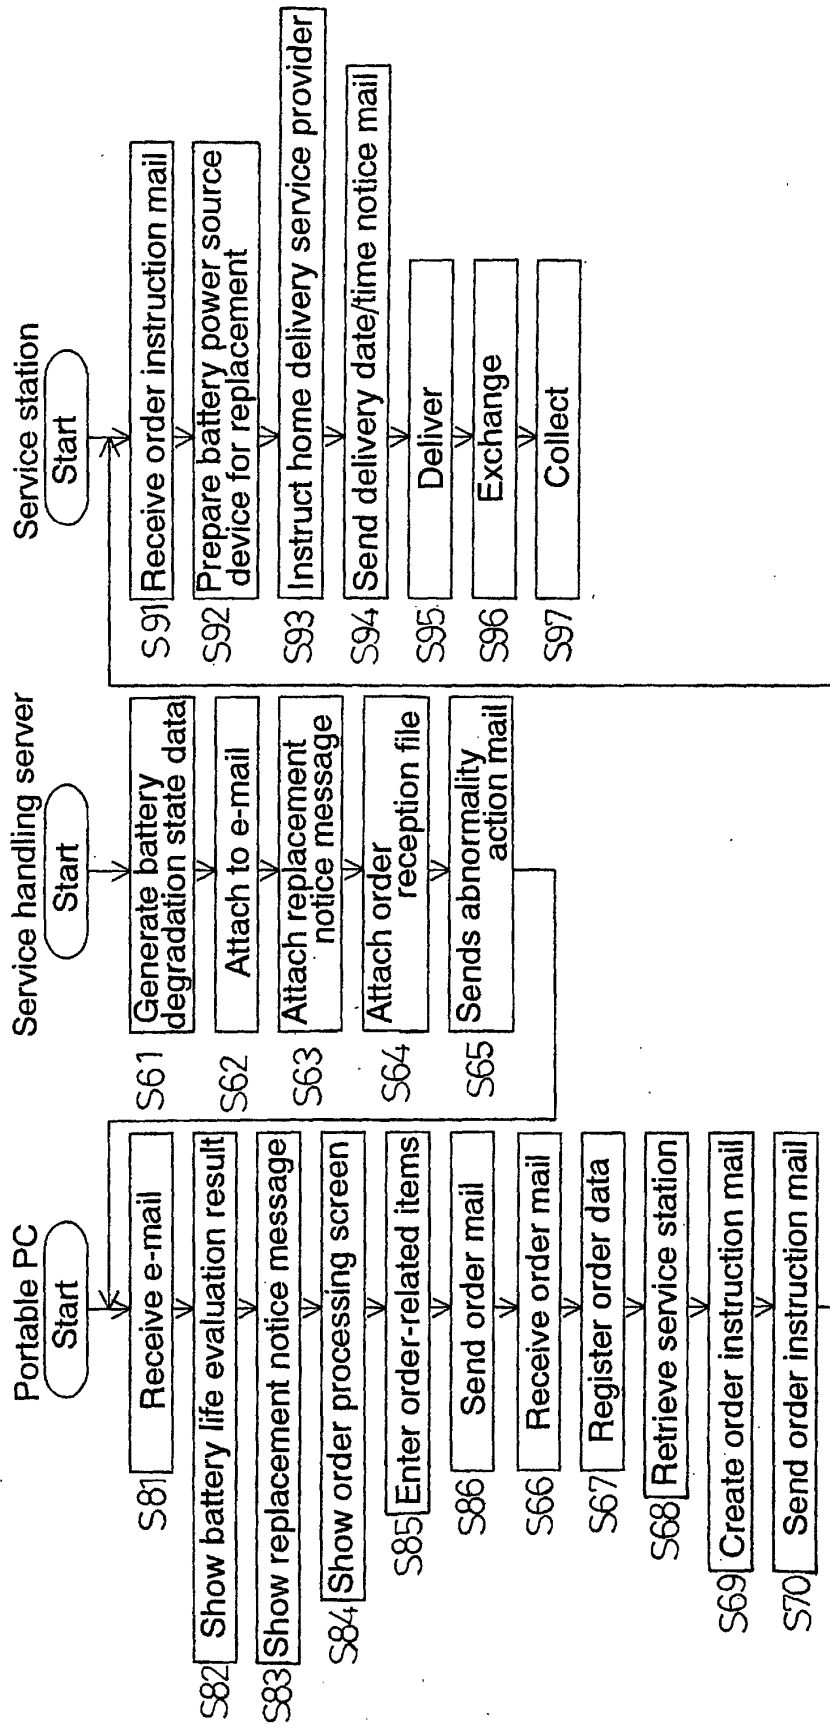 Portable PC
Start
S81
Receive e-mail
S82
Show battery life evaluation result
S83
Show replacement notice message
S84
Show order processing screen
S85
Enter order-related items
S86
Send order mail
S66
Receive order mail
S67
Register order data
S68
Retrieve service station
S69
Create order instruction mail
S70
Send order instruction mail
Service handling server
Start
S61
Generate battery
degradation state data
S62
Attach to e-mail
S63
Attach replacement
notice message
S64
Attach order
reception file
S65
Sends abnormality
action mail
Service station
Start
S91
Receive order instruction mail
S92
Prepare battery power source
device for replacement
S93
Instruct home delivery service provider
S94
Send delivery date/time notice mail
S95
Deliver
S96
Exchange
S97
Collect